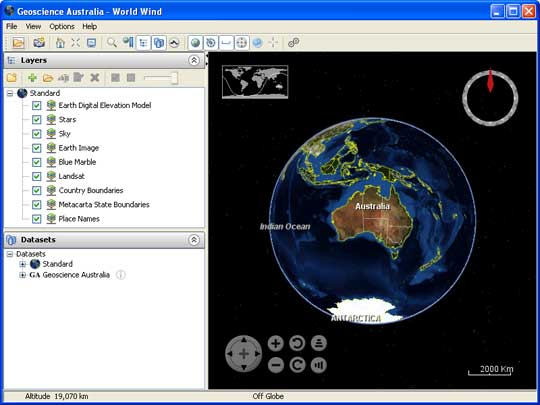 Geoscience Australia - World Wind
File View Options Help
Layers
Standard
Earth Digital Elevation Model
Stars
Sky
Earth Image
Blue Marble
Landsat
Country Boundaries
Metacarta State Boundaries
Place Names
Datasets
Datasets
Standard
GA Geoscience Australia
Australia
Indian Ocean
ANTARCTICA
2000 Km
Altitude 19,070 km Off Globe